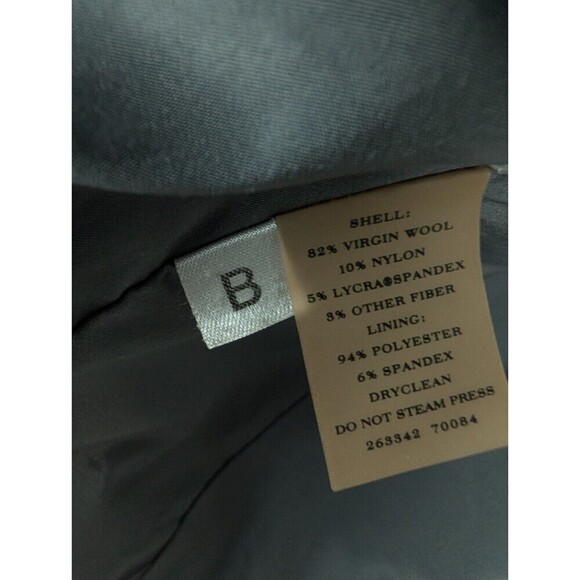 B
SHELL:
82% VIRGIN WOOL
10% NYLON
5% LYCRA®SPANDEX
3% OTHER FIBER
LINING:
94% POLYESTER
6% SPANDEX
DRYCLEAN
DO NOT STEAM PRESS
263342 70084